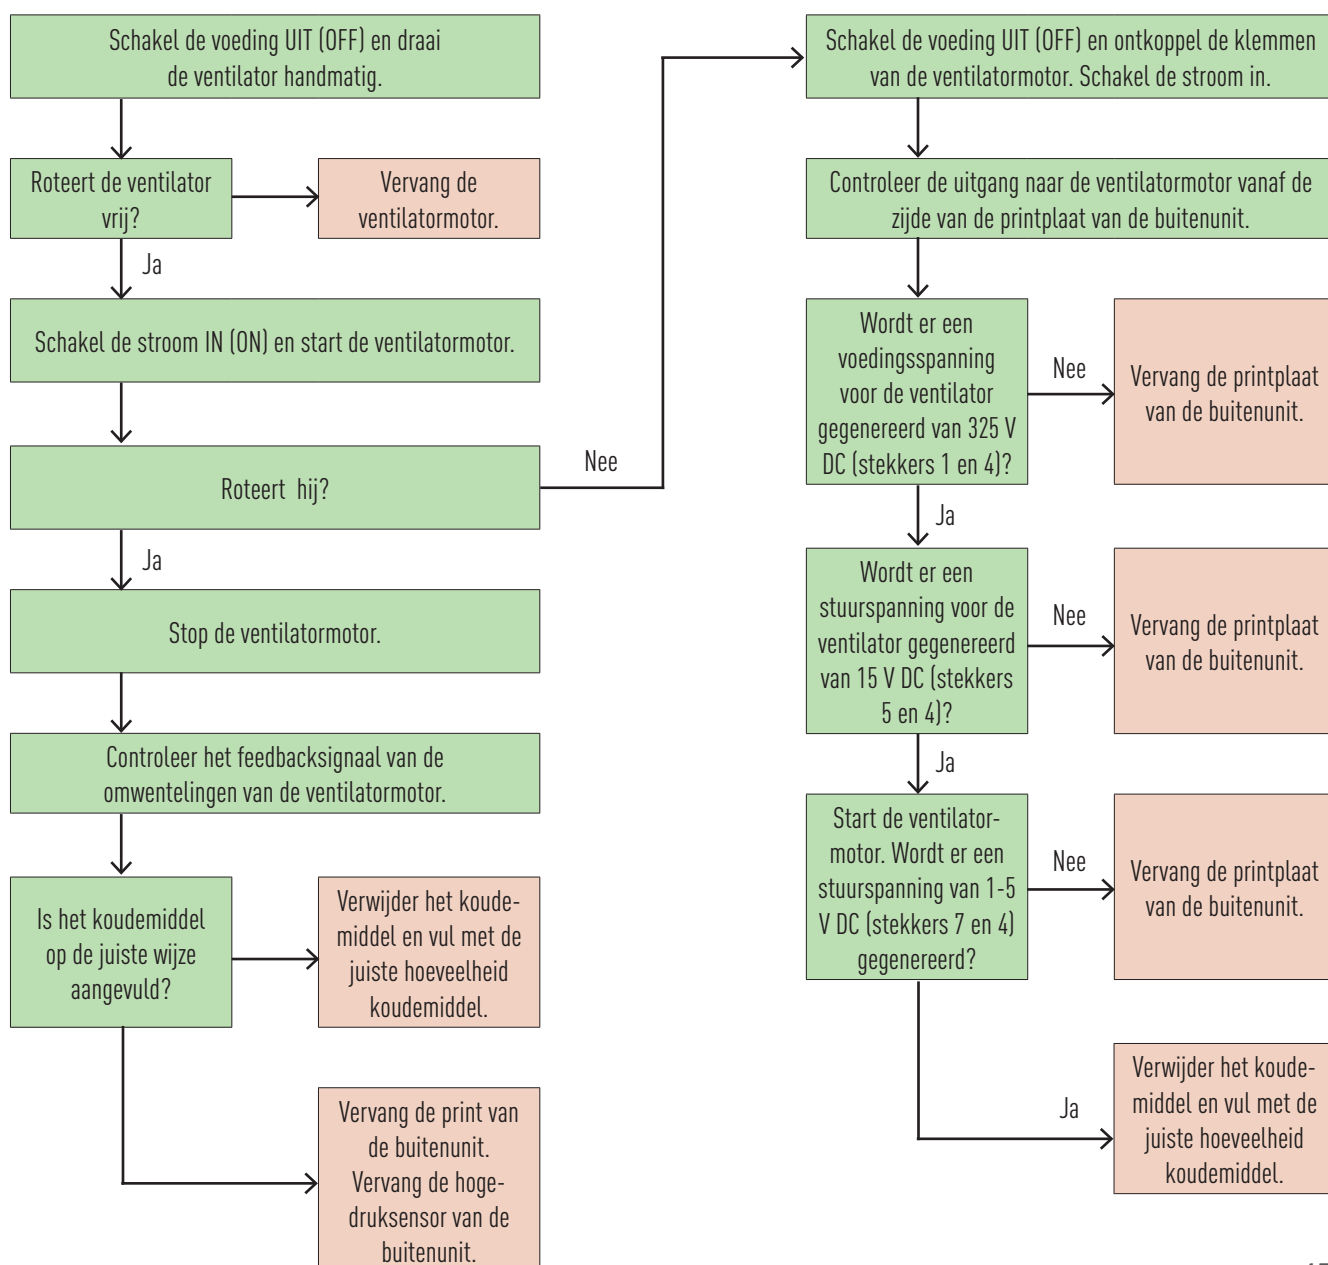 Schakel de voeding UIT (OFF) en draai
de ventilator handmatig.
Roteert de ventilator
vrij?
Vervang de
ventilatormotor.
Ja
Schakel de stroom IN (ON) en start de ventilatormotor.
Roteert hij?
Nee
Ja
Stop de ventilatormotor.
Controleer het feedbacksignaal van de
omwentelingen van de ventilatormotor.
Is het koudemiddel
op de juiste wijze
aangevuld?
Verwijder het koude-
middel en vul met de
juiste hoeveelheid
koudemiddel.
Vervang de print van
de buitenunit.
Vervang de hoge-
druksensor van de
buitenunit.
Schakel de voeding UIT (OFF) en ontkoppel de klemmen
van de ventilatormotor. Schakel de stroom in.
Controleer de uitgang naar de ventilatormotor vanaf de
zijde van de printplaat van de buitenunit.
Wordt er een
voedingsspanning
voor de ventilator
gegenereerd van 325 V
DC (stekkers 1 en 4)?
Nee
Vervang de printplaat
van de buitenunit.
Ja
Wordt er een
stuurspanning voor de
ventilator gegenereerd
van 15 V DC (stekkers
5 en 4)?
Nee
Vervang de printplaat
van de buitenunit.
Ja
Start de ventilator-
motor. Wordt er een
stuurspanning van 1-5
V DC (stekkers 7 en 4)
gegenereerd?
Nee
Vervang de printplaat
van de buitenunit.
Ja
Verwijder het koude-
middel en vul met de
juiste hoeveelheid
koudemiddel.